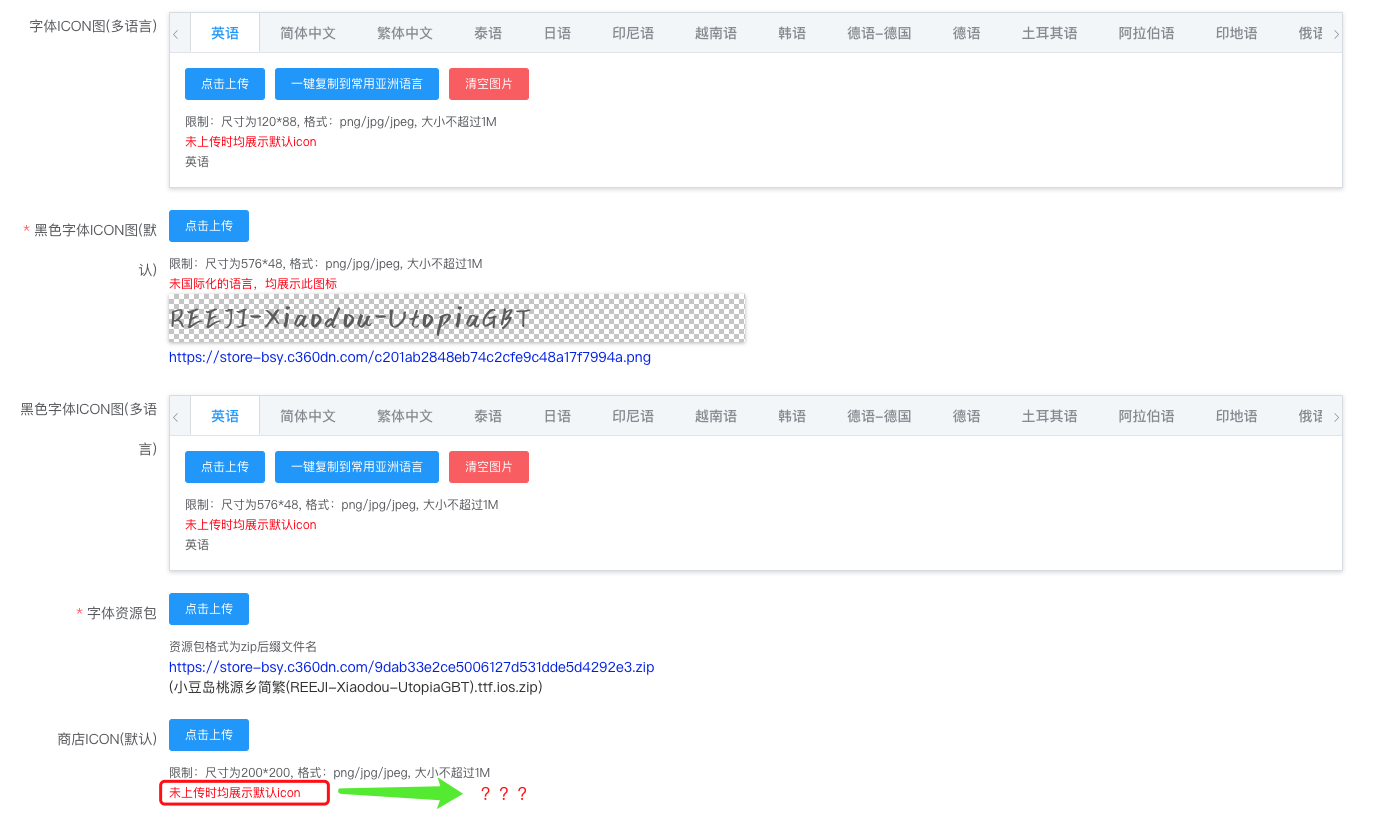 字体ICON图(多语言)
英语 简体中文 繁体中文 泰语 日语 印尼语 越南语 韩语 德语-德国 德语 土耳其语 阿拉伯语 印地语 俄语
点击上传 一键复制到常用亚洲语言 清空图片
限制：尺寸为120*88, 格式：png/jpg/jpeg, 大小不超过1M
未上传时均展示默认icon
英语
* 黑色字体ICON图(默
认)
点击上传
限制：尺寸为576*48, 格式：png/jpg/jpeg, 大小不超过1M
未国际化的语言，均展示此图标
REEJI-Xiaodou-UtopiaGBT
https://store-bsy.c360dn.com/c201ab2848eb74c2cfe9c48a17f7994a.png
黑色字体ICON图(多语
言)
英语 简体中文 繁体中文 泰语 日语 印尼语 越南语 韩语 德语-德国 德语 土耳其语 阿拉伯语 印地语 俄语
点击上传 一键复制到常用亚洲语言 清空图片
限制：尺寸为576*48, 格式：png/jpg/jpeg, 大小不超过1M
未上传时均展示默认icon
英语
* 字体资源包
点击上传
资源包格式为zip后缀文件名
https://store-bsy.c360dn.com/9dab33e2ce5006127d531dde5d4292e3.zip
(小豆岛桃源乡简繁(REEJI-Xiaodou-UtopiaGBT).ttf.ios.zip)
商店ICON(默认)
点击上传
限制：尺寸为200*200, 格式：png/jpg/jpeg, 大小不超过1M
未上传时均展示默认icon ？？？